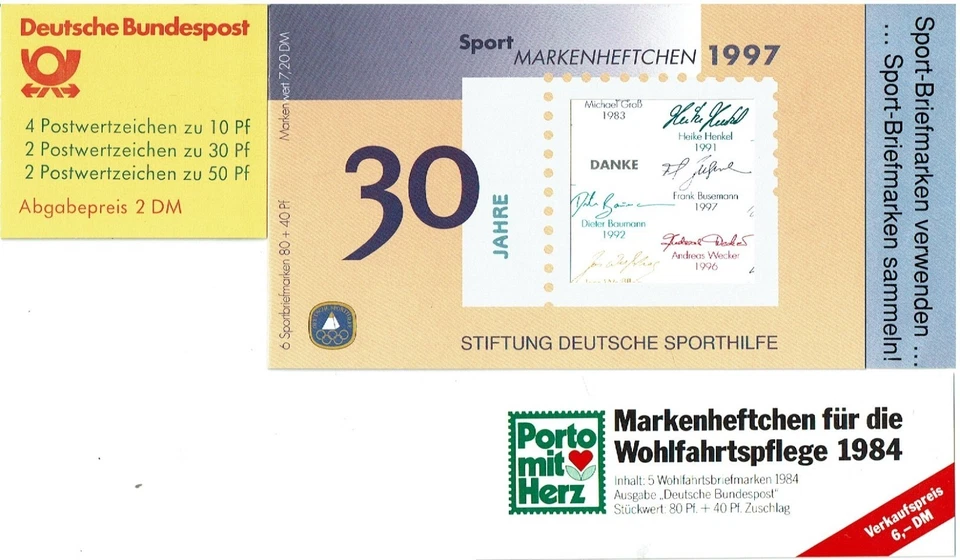 Deutsche Bundespost
4 Postwertzeichen zu 10 Pf
2 Postwertzeichen zu 30 Pf
2 Postwertzeichen zu 50 Pf
Abgabepreis 2 DM
6 Sportbriefmarken 80 + 40 Pf Markenwert 7,20 DM
Sport
MARKENHEFTCHEN 1997
30
JAHRE
Michael Groß
1983
Heike Henkel
1991
DANKE
Frank Busemann
1997
Dieter Baumann
1992
Andreas Wecker
1996
STIFTUNG DEUTSCHE SPORTHILFE
Sport-Briefmarken verwenden ...
... Sport-Briefmarken sammeln!
Porto
mit
Herz
Markenheftchen für die
Wohlfahrtspflege 1984
Inhalt: 5 Wohlfahrtsbriefmarken 1984
Ausgabe „Deutsche Bundespost"
Stückwert: 80 Pf. + 40 Pf. Zuschlag
Verkaufspreis
6,– DM